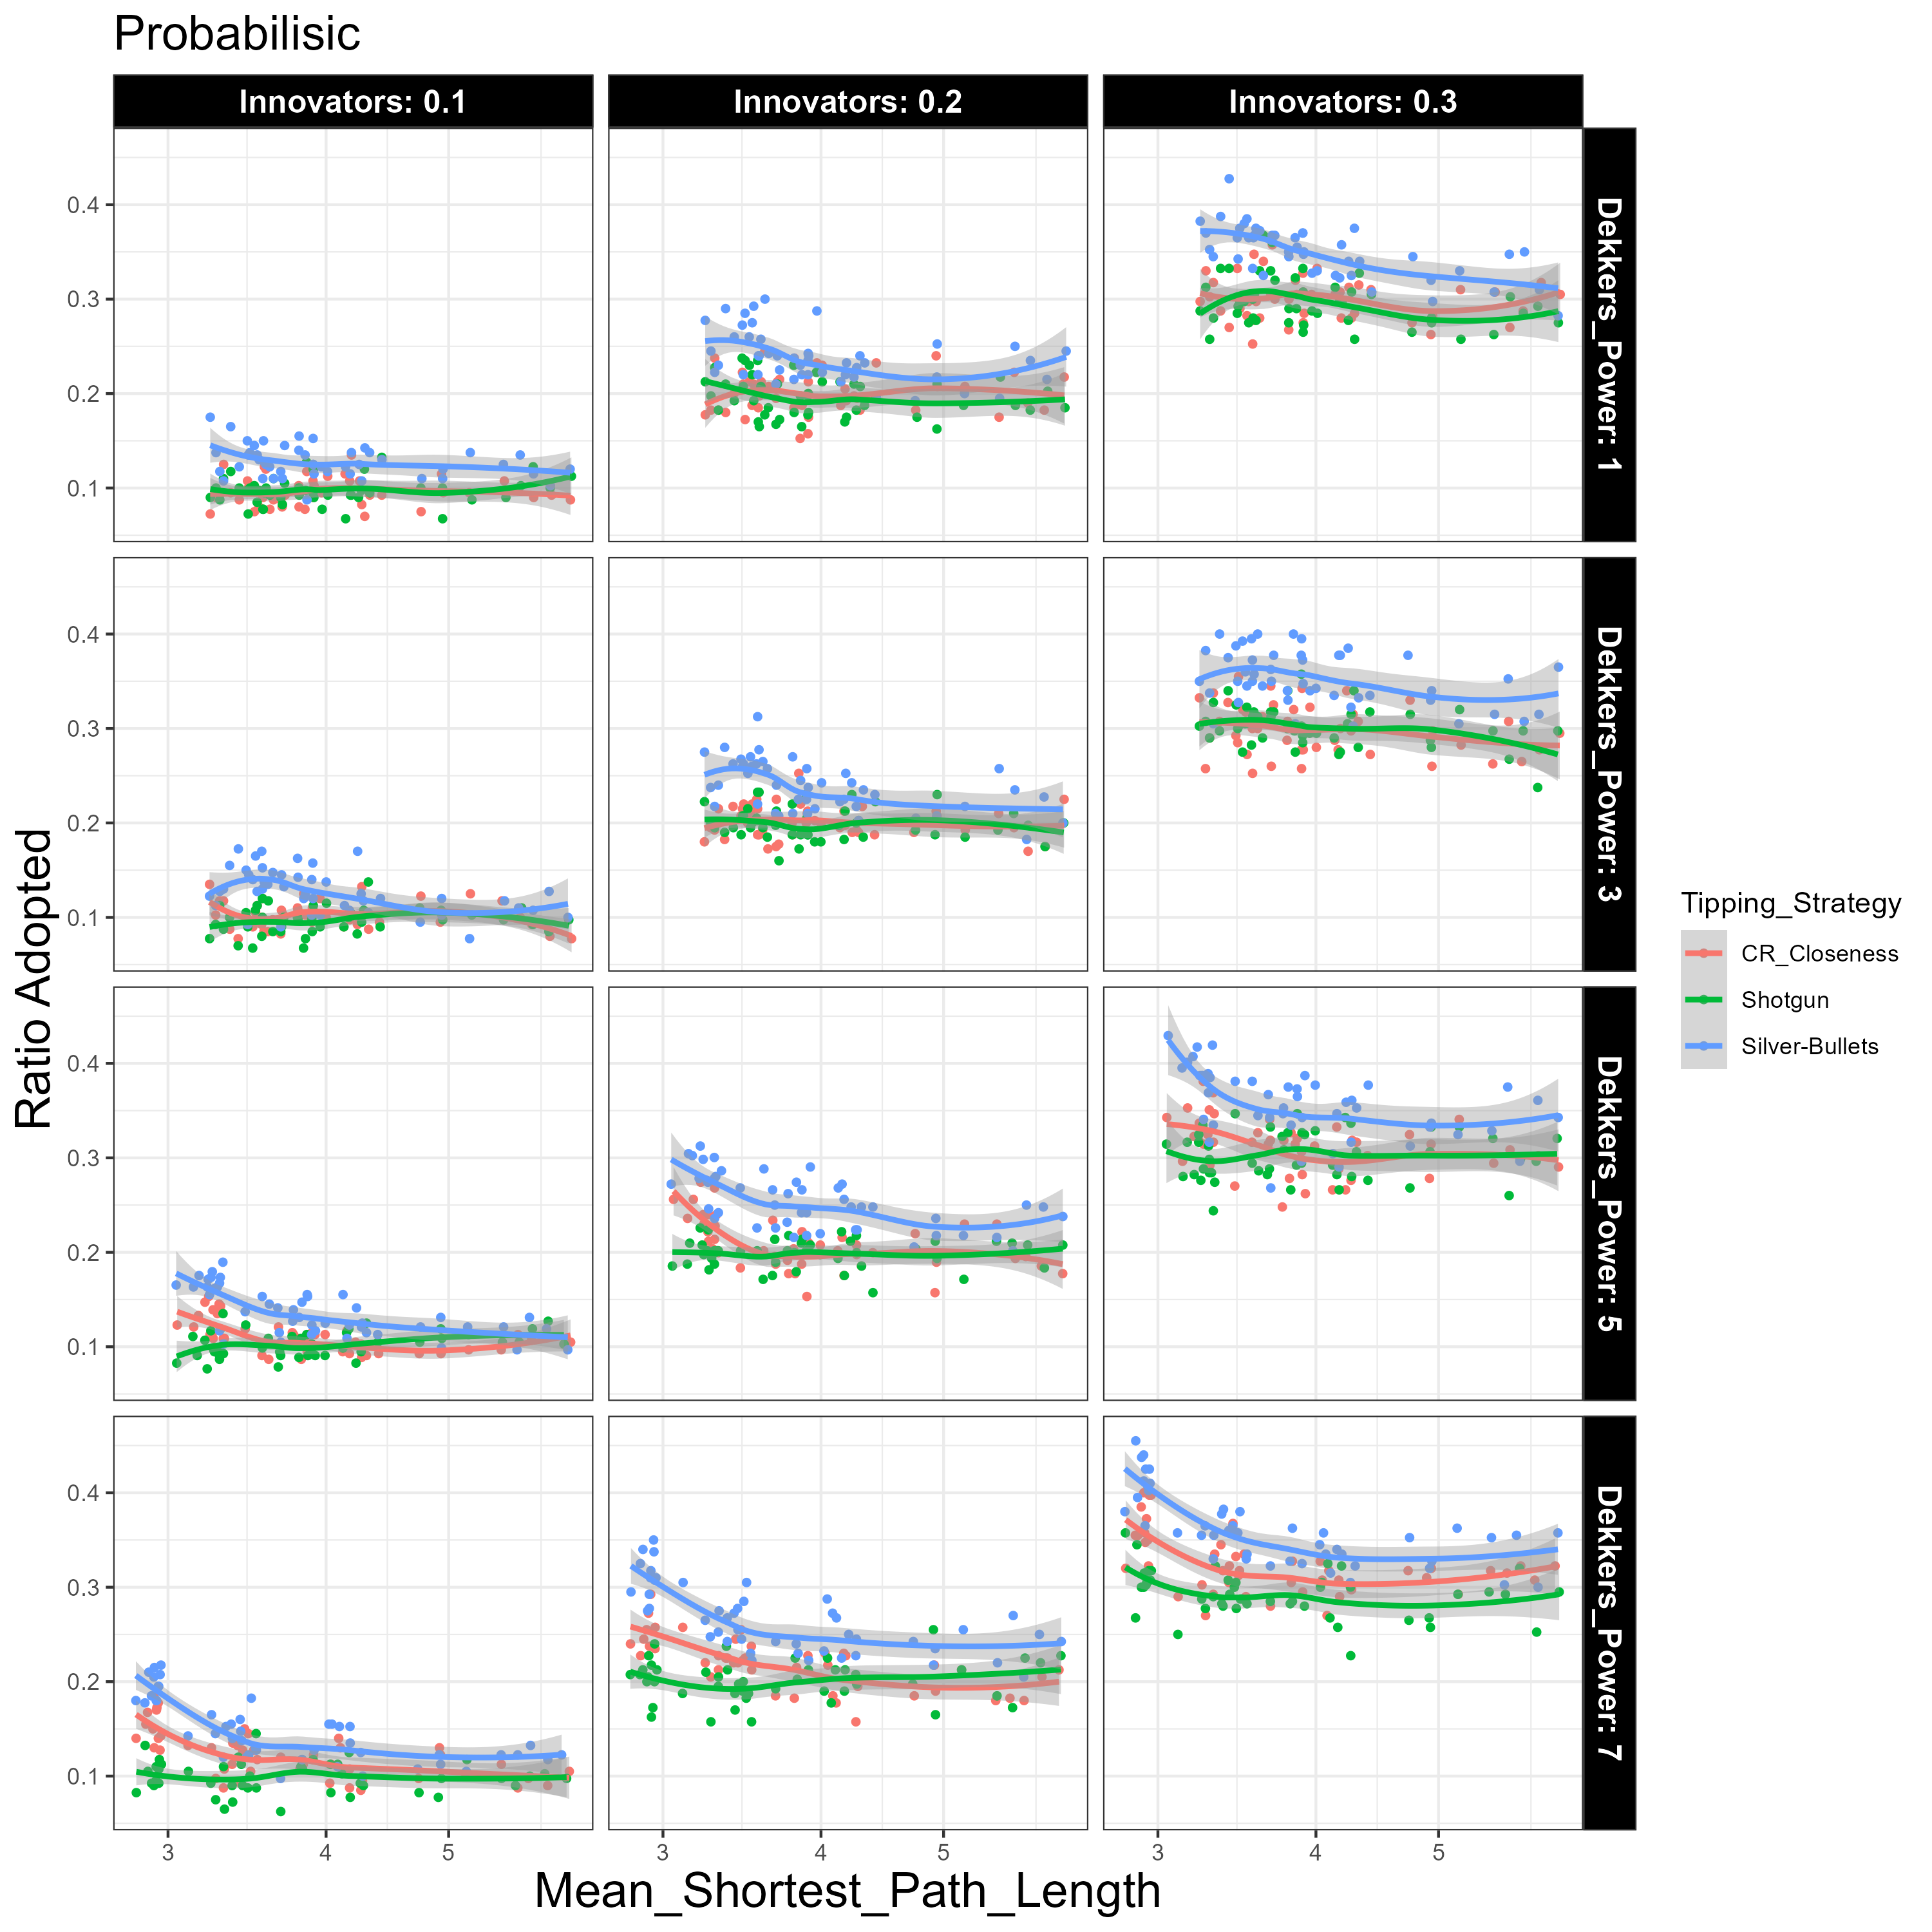 Probabilisic
Innovators: 0.1
Innovators: 0.2
Innovators: 0.3
0.4
0.3
0.2
0.1
Dekkers_Power: 1
0.4
0.3
0.2
0.1
Dekkers_Power: 3
0.4
0.3
0.2
0.1
Dekkers_Power: 5
0.4
0.3
0.2
0.1
Dekkers_Power: 7
Ratio Adopted
3 4 5
3 4 5
3 4 5
Mean_Shortest_Path_Length
Tipping_Strategy
CR_Closeness
Shotgun
Silver-Bullets